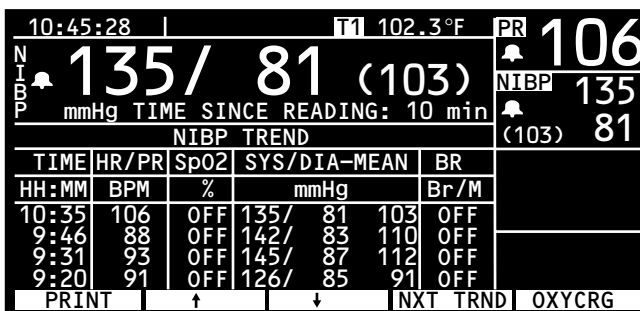 10:45:28 T1 102.3°F
PR 106
NIBP 135/ 81 (103)
mmHg TIME SINCE READING: 10 min
NIBP 135
(103) 81
NIBP TREND
TIME HR/PR SpO2 SYS/DIA-MEAN BR
HH:MM BPM % mmHg Br/M
10:35 106 OFF 135/ 81 103 OFF
9:46 88 OFF 142/ 83 110 OFF
9:31 93 OFF 145/ 87 112 OFF
9:20 91 OFF 126/ 85 91 OFF
PRINT ↑ ↓ NXT TRND OXYCRG